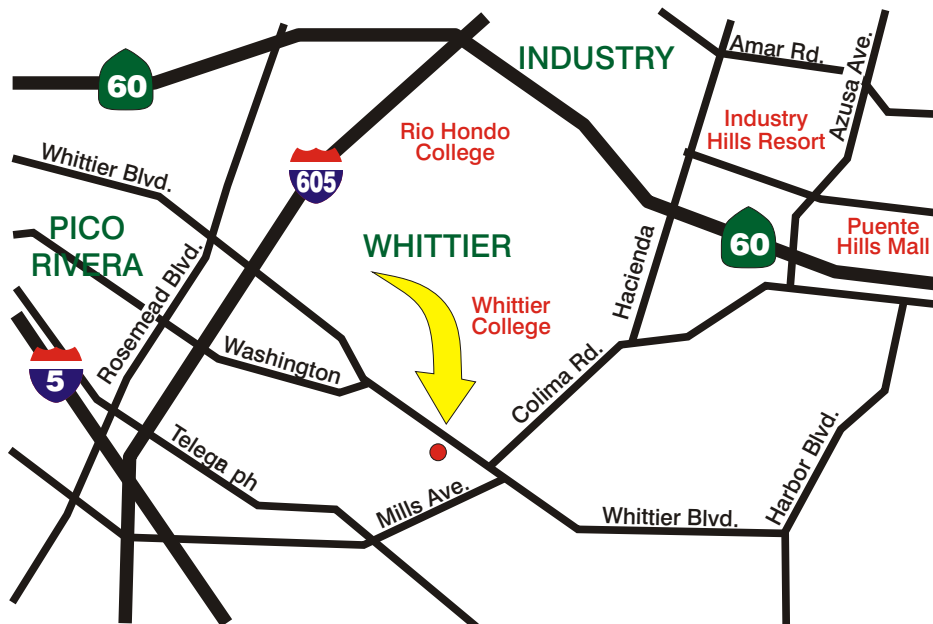 INDUSTRY
Amar Rd.
Azusa Ave.
60
Industry
Hills Resort
Rio Hondo
College
Whittier Blvd.
605
PICO
RIVERA
WHITTIER
Hacienda
60
Puente
Hills Mall
Rosemead Blvd.
Whittier
College
5
Washington
Colima Rd.
Telega ph
Mills Ave.
Whittier Blvd.
Harbor Blvd.